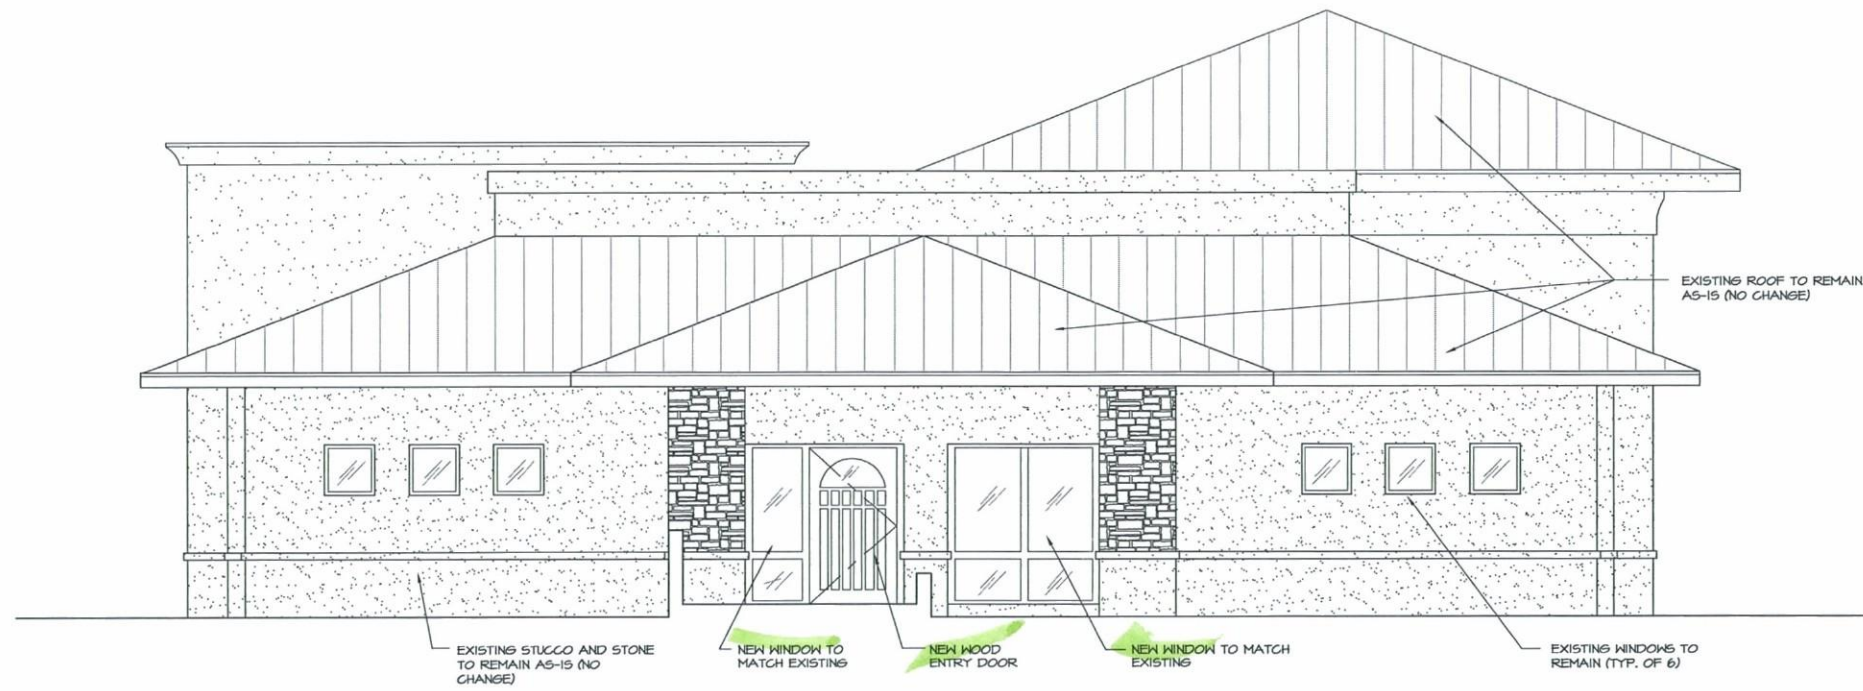 EXISTING ROOF TO REMAIN
AS-IS (NO CHANGE)
EXISTING STUCCO AND STONE
TO REMAIN AS-IS (NO
CHANGE)
NEW WINDOW TO
MATCH EXISTING
NEW WOOD
ENTRY DOOR
NEW WINDOW TO MATCH
EXISTING
EXISTING WINDOWS TO
REMAIN (TYP. OF 6)